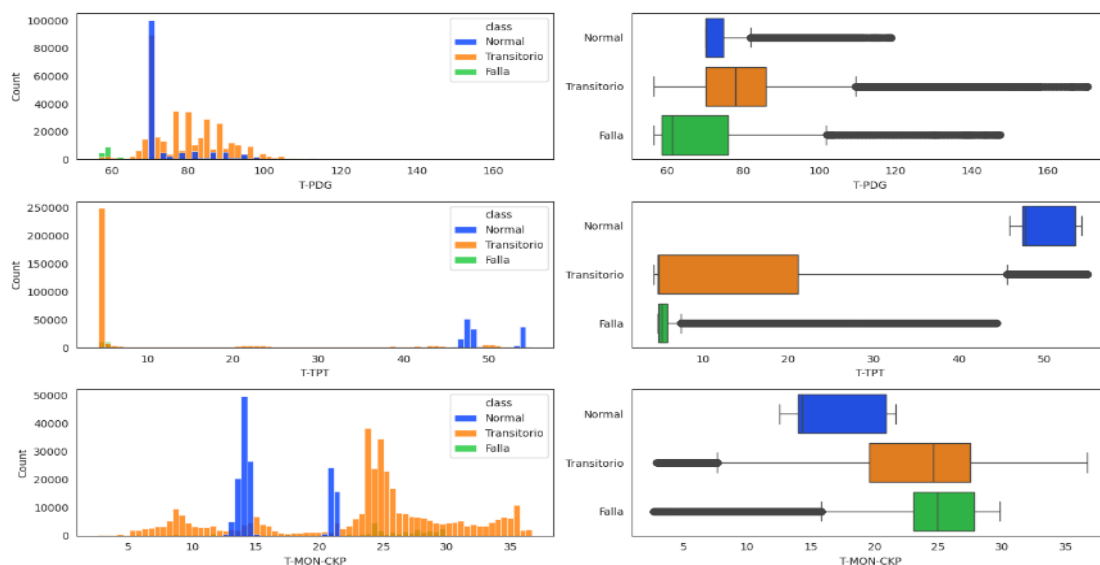 100000
80000
60000
40000
20000
0
Count
class
Normal
Transitorio
Falla
60 80 100 120 140 160
T-PDG
Normal
Transitorio
Falla
60 80 100 120 140 160
T-PDG
250000
200000
150000
100000
50000
0
Count
class
Normal
Transitorio
Falla
10 20 30 40 50
T-TPT
Normal
Transitorio
Falla
10 20 30 40 50
T-TPT
50000
40000
30000
20000
10000
0
Count
class
Normal
Transitorio
Falla
5 10 15 20 25 30 35
T-MON-CKP
Normal
Transitorio
Falla
5 10 15 20 25 30 35
T-MON-CKP